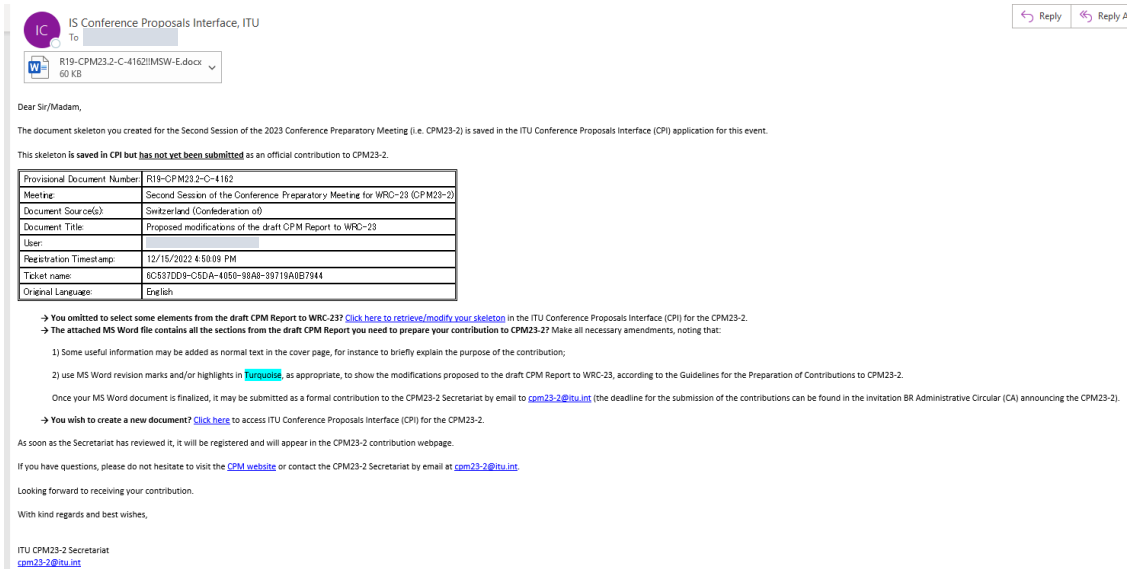 IC
IS Conference Proposals Interface, ITU
To
Reply
Reply A
R19-CPM23.2-C-4162!!MSW-E.docx
60 KB
Dear Sir/Madam,
The document skeleton you created for the Second Session of the 2023 Conference Preparatory Meeting (i.e. CPM23-2) is saved in the ITU Conference Proposals Interface (CPI) application for this event.
This skeleton is saved in CPI but has not yet been submitted as an official contribution to CPM23-2.
Provisional Document Number: R19-CPM23.2-C-4162
Meeting: Second Session of the Conference Preparatory Meeting for WRC-23 (CPM23-2)
Document Source(s): Switzerland (Confederation of)
Document Title: Proposed modifications of the draft CPM Report to WRC-23
User:
Registration Timestamp: 12/15/2022 4:50:09 PM
Ticket name: 6C537DD9-C5DA-4050-98A8-39719A0B7944
Original Language: English
→ You omitted to select some elements from the draft CPM Report to WRC-23? Click here to retrieve/modify your skeleton in the ITU Conference Proposals Interface (CPI) for the CPM23-2.
→ The attached MS Word file contains all the sections from the draft CPM Report you need to prepare your contribution to CPM23-2? Make all necessary amendments, noting that:
1) Some useful information may be added as normal text in the cover page, for instance to briefly explain the purpose of the contribution;
2) use MS Word revision marks and/or highlights in Turquoise, as appropriate, to show the modifications proposed to the draft CPM Report to WRC-23, according to the Guidelines for the Preparation of Contributions to CPM23-2.
Once your MS Word document is finalized, it may be submitted as a formal contribution to the CPM23-2 Secretariat by email to cpm23-2@itu.int (the deadline for the submission of the contributions can be found in the invitation BR Administrative Circular (CA) announcing the CPM23-2).
→ You wish to create a new document? Click here to access ITU Conference Proposals Interface (CPI) for the CPM23-2.
As soon as the Secretariat has reviewed it, it will be registered and will appear in the CPM23-2 contribution webpage.
If you have questions, please do not hesitate to visit the CPM website or contact the CPM23-2 Secretariat by email at cpm23-2@itu.int.
Looking forward to receiving your contribution.
With kind regards and best wishes,
ITU CPM23-2 Secretariat
cpm23-2@itu.int